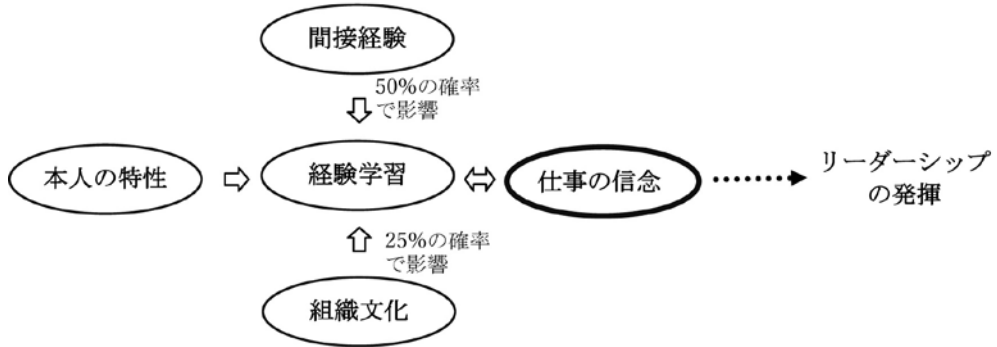 間接経験
50%の確率
で影響
本人の特性
経験学習
仕事の信念
リーダーシップ
の発揮
25%の確率
で影響
組織文化